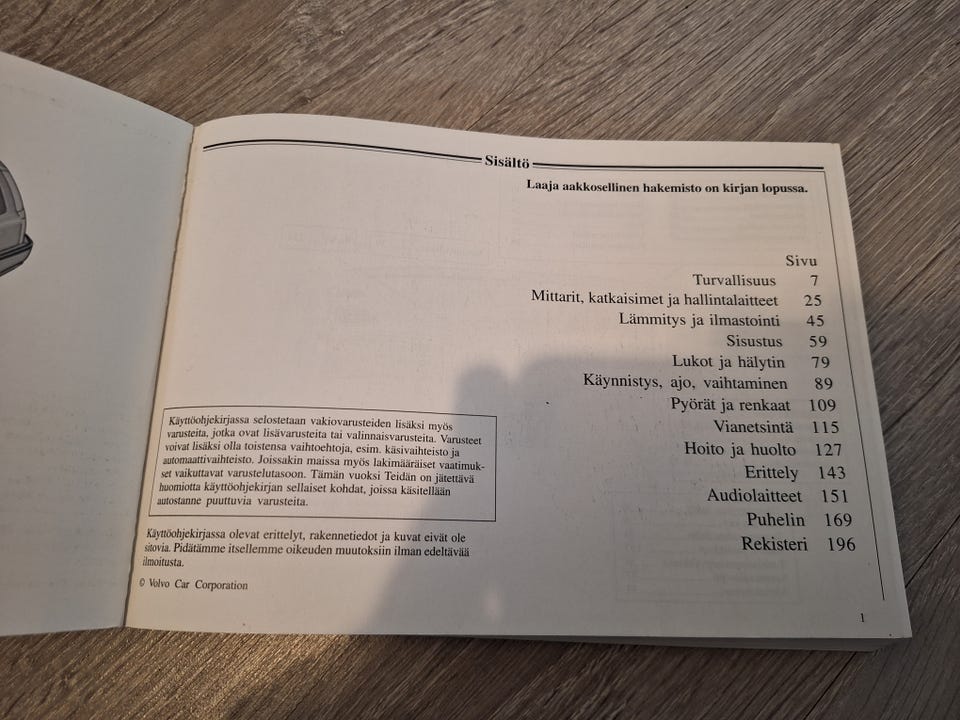 Sisältö
Laaja aakkosellinen hakemisto on kirjan lopussa.
Sivu
Turvallisuus 7
Mittarit, katkaisimet ja hallintalaitteet 25
Lämmitys ja ilmastointi 45
Sisustus 59
Lukot ja hälytin 79
Käynnistys, ajo, vaihtaminen 89
Pyörät ja renkaat 109
Vianetsintä 115
Hoito ja huolto 127
Erittely 143
Audiolaitteet 151
Puhelin 169
Rekisteri 196
Käyttöohjekirjassa selostetaan vakiovarusteiden lisäksi myös
varusteita, jotka ovat lisävarusteita tai valinnaisvarusteita. Varusteet
voivat lisäksi olla toistensa vaihtoehtoja, esim. käsivaihteisto ja
automaattivaihteisto. Joissakin maissa myös lakimääräiset vaatimuk-
set vaikuttavat varustelutasoon. Tämän vuoksi Teidän on jätettävä
huomiotta käyttöohjekirjan sellaiset kohdat, joissa käsitellään
autostanne puuttuvia varusteita.
Käyttöohjekirjassa olevat erittelyt, rakennetiedot ja kuvat eivät ole
sitovia. Pidätämme itsellemme oikeuden muutoksiin ilman edeltävää
ilmoitusta.
© Volvo Car Corporation
1